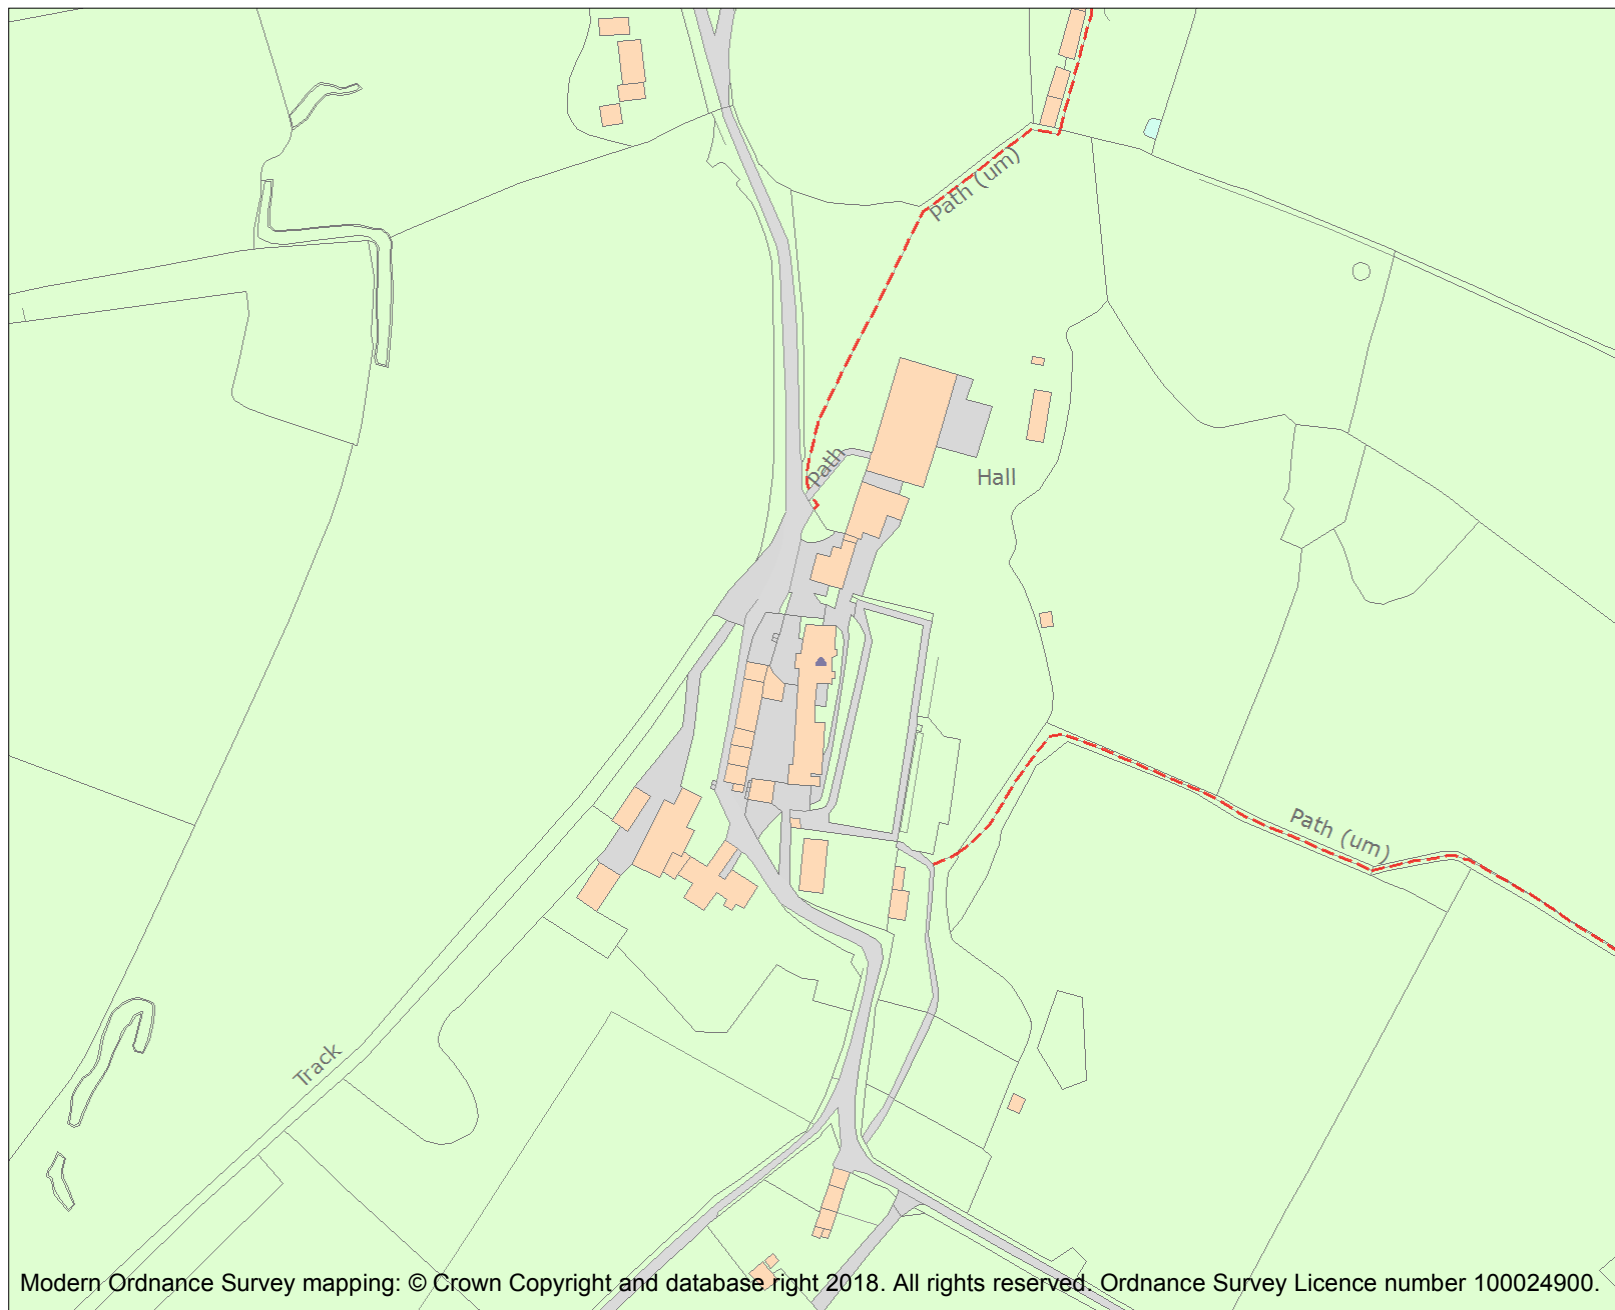 Path (um)
Path
Hall
Path (um)
Track
Modern Ordnance Survey mapping: © Crown Copyright and database right 2018. All rights reserved. Ordnance Survey Licence number 100024900.